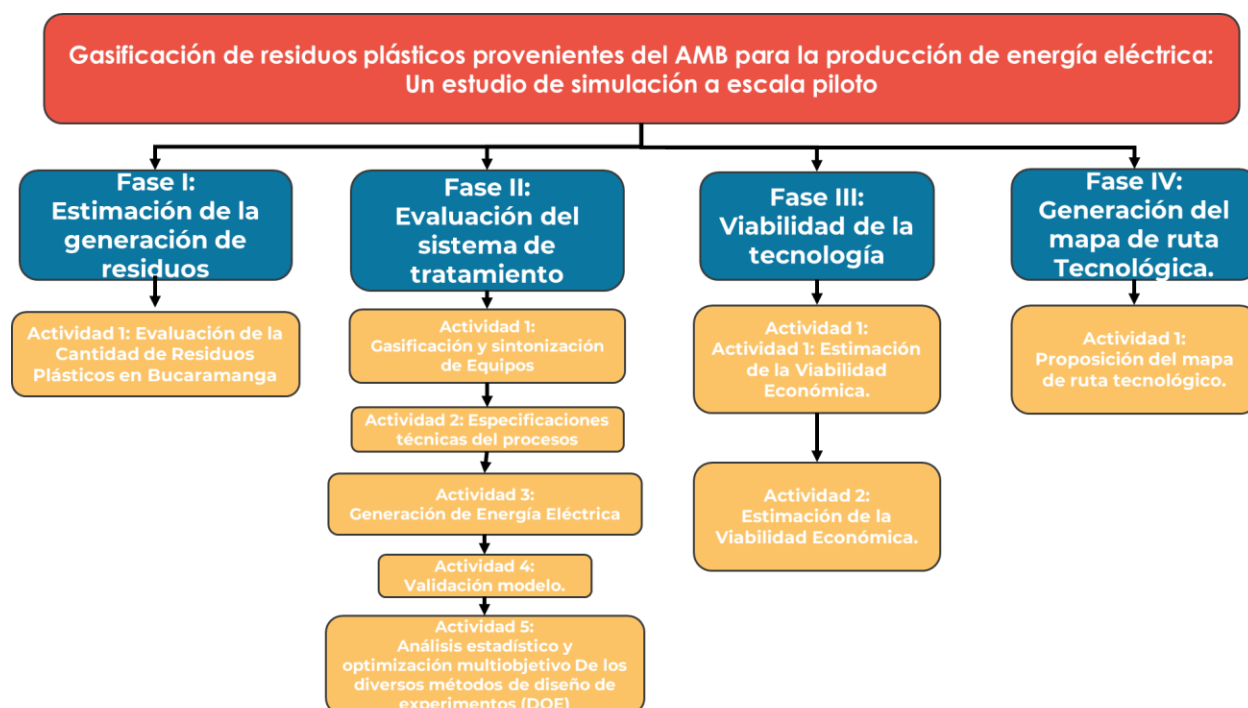 Gasificación de residuos plásticos provenientes del AMB para la producción de energía eléctrica:
Un estudio de simulación a escala piloto
Fase I:
Estimación de la
generación de
residuos
Actividad 1: Evaluación de la
Cantidad de Residuos
Plásticos en Bucaramanga
Fase II:
Evaluación del
sistema de
tratamiento
Actividad 1:
Gasificación y sintonización
de Equipos
Actividad 2: Especificaciones
técnicas del procesos
Actividad 3:
Generación de Energía Eléctrica
Actividad 4:
Validación modelo.
Actividad 5:
Análisis estadístico y
optimización multiobjetivo De los
diversos métodos de diseño de
experimentos (DOE)
Fase III:
Viabilidad de la
tecnología
Actividad 1:
Actividad 1: Estimación
de la Viabilidad
Económica.
Actividad 2:
Estimación de la
Viabilidad Económica.
Fase IV:
Generación del
mapa de ruta
Tecnológica.
Actividad 1:
Proposición del mapa
de ruta tecnológico.